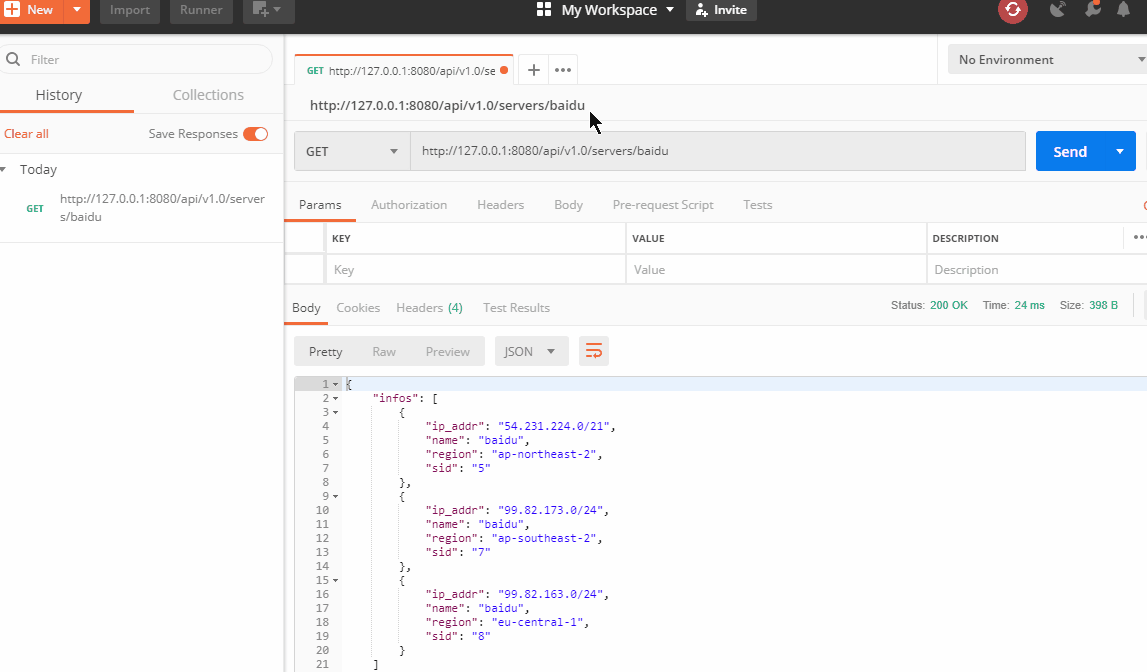 New Import Runner My Workspace Invite
Filter
History Collections
Clear all Save Responses
Today
GET http://127.0.0.1:8080/api/v1.0/server
s/baidu
GET http://127.0.0.1:8080/api/v1.0/se No Environment
http://127.0.0.1:8080/api/v1.0/servers/baidu
GET http://127.0.0.1:8080/api/v1.0/servers/baidu Send
Params Authorization Headers Body Pre-request Script Tests
KEY VALUE DESCRIPTION
Key Value Description
Body Cookies Headers (4) Test Results Status: 200 OK Time: 24 ms Size: 398 B
Pretty Raw Preview JSON
1 {
2 "infos": [
3 {
4 "ip_addr": "54.231.224.0/21",
5 "name": "baidu",
6 "region": "ap-northeast-2",
7 "sid": "5"
8 },
9 {
10 "ip_addr": "99.82.173.0/24",
11 "name": "baidu",
12 "region": "ap-southeast-2",
13 "sid": "7"
14 },
15 {
16 "ip_addr": "99.82.163.0/24",
17 "name": "baidu",
18 "region": "eu-central-1",
19 "sid": "8"
20 }
21 ]